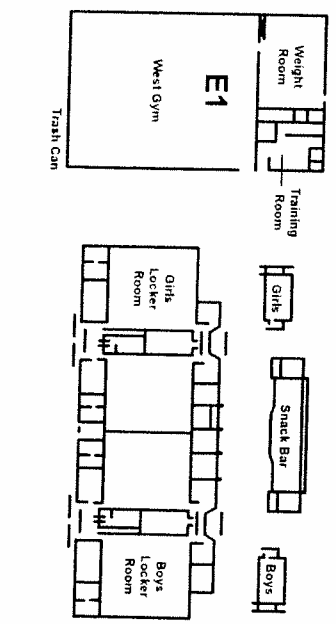 Weight
Room
E1
West Gym
Trash Can
Training
Room
Girls
Locker
Room
Girls
Snack Bar
Boys
Locker
Room
Boys